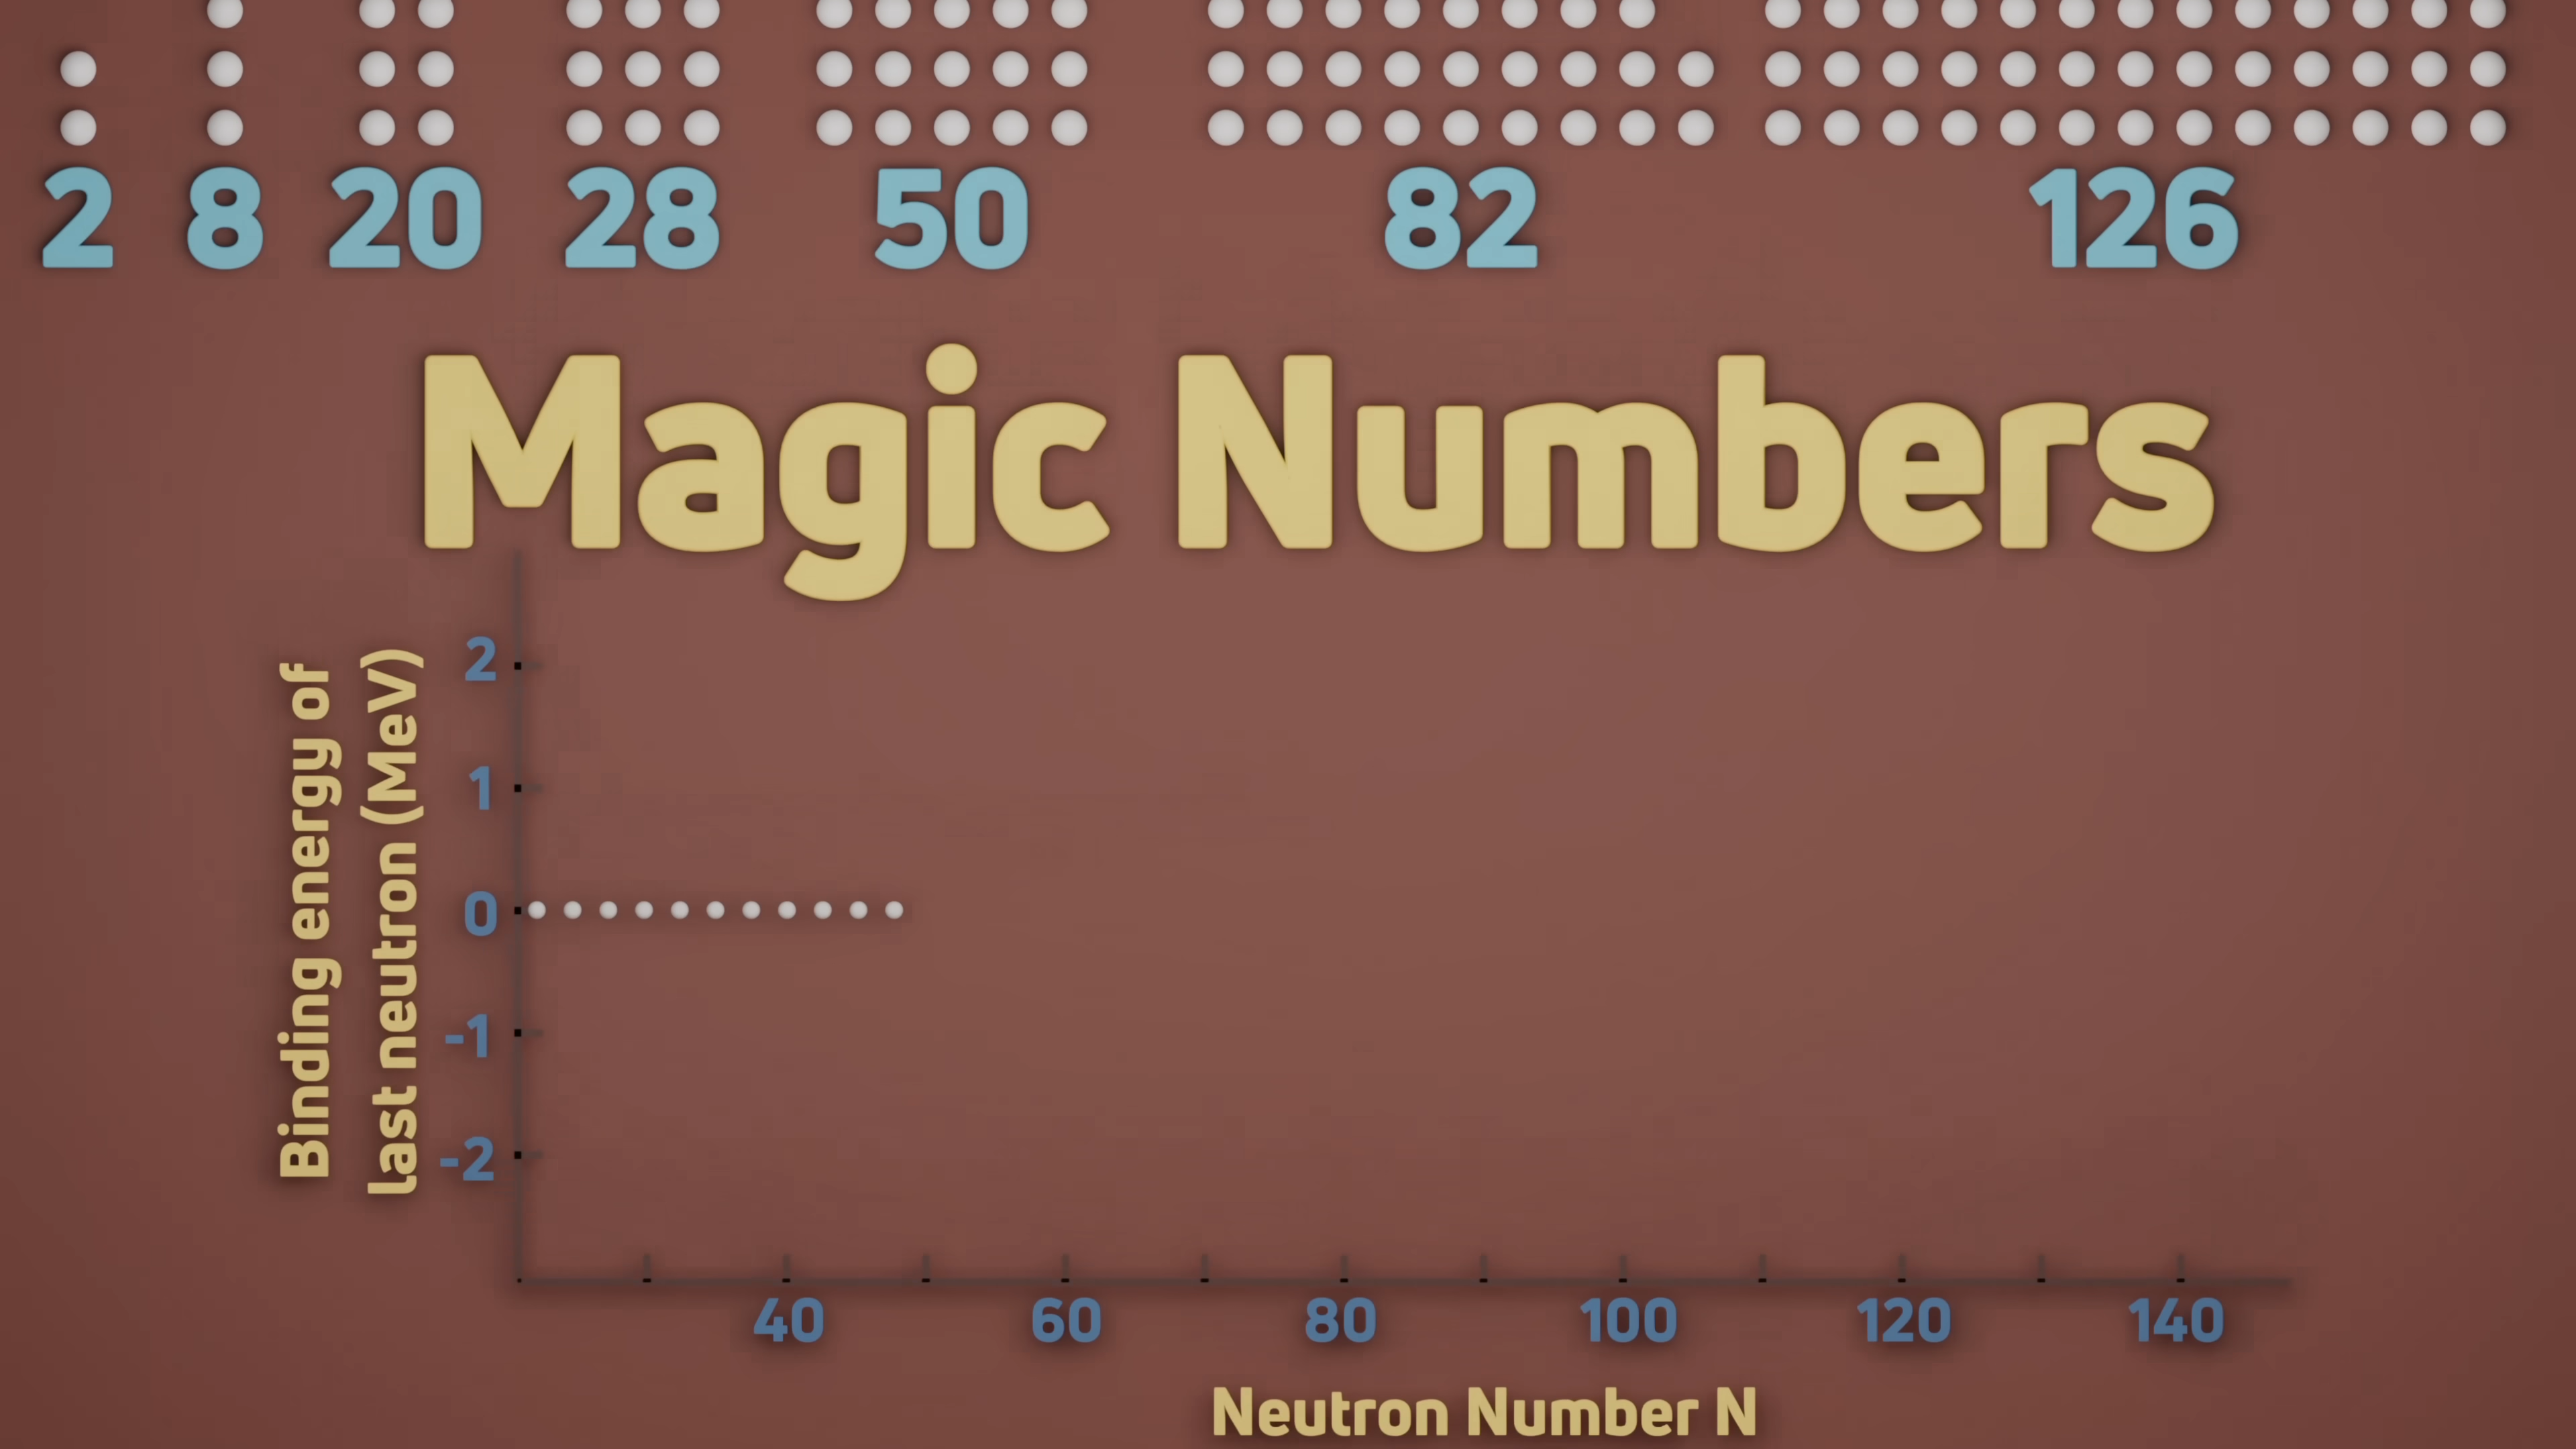 2 8 20 28 50 82 126
Magic Numbers
Binding energy of
last neutron (MeV)
2
1
0
-1
-2
40 60 80 100 120 140
Neutron Number N